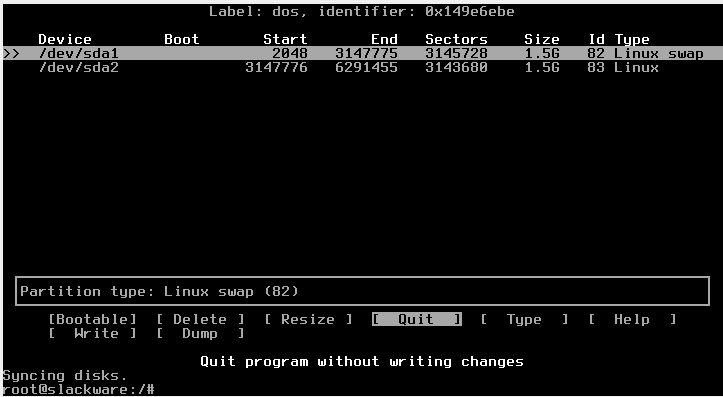 Label: dos, identifier: 0x149e6ebe
Device Boot Start End Sectors Size Id Type
>> /dev/sda1 2048 3147775 3145728 1.5G 82 Linux swap
/dev/sda2 3147776 6291455 3143680 1.5G 83 Linux
Partition type: Linux swap (82)
[Bootable] [ Delete ] [ Resize ] [ Quit ] [ Type ] [ Help ]
[ Write ] [ Dump ]
Quit program without writing changes
Syncing disks.
root@slackware:/#